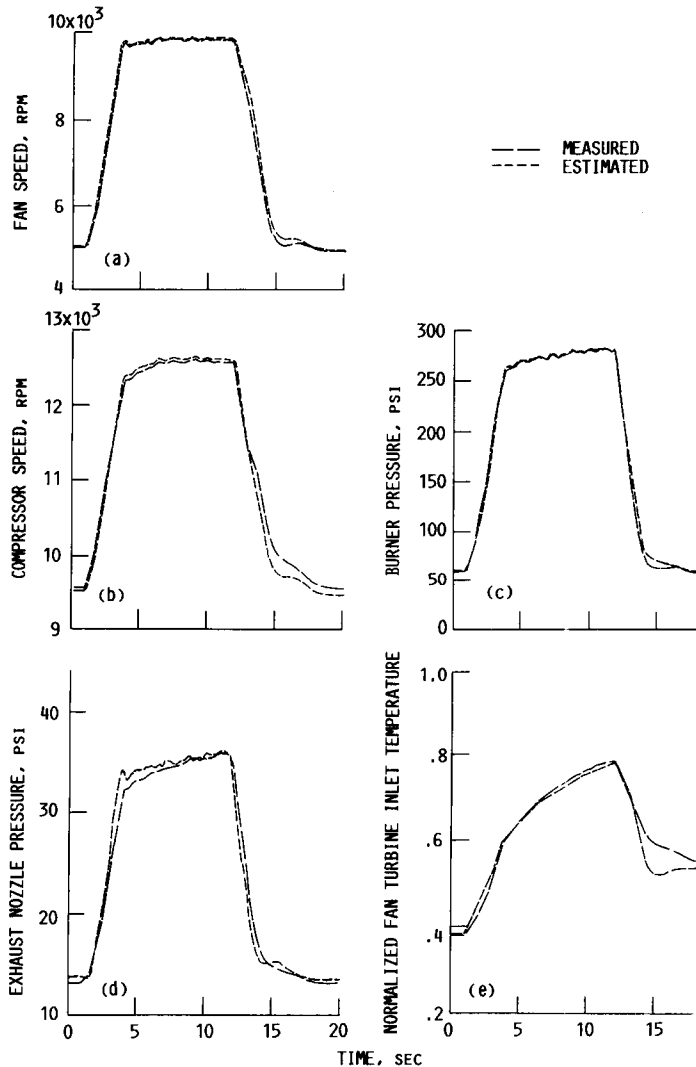 10x10³
8
6
4
FAN SPEED, RPM
(a)
MEASURED
ESTIMATED
13x10³
12
11
10
9
COMPRESSOR SPEED, RPM
(b)
300
250
200
150
100
50
0
BURNER PRESSURE, PSI
(c)
40
30
20
10
EXHAUST NOZZLE PRESSURE, PSI
(d)
0 5 10 15 20
1.0
.8
.6
.4
.2
NORMALIZED FAN TURBINE INLET TEMPERATURE
(e)
0 5 10 15
TIME, SEC